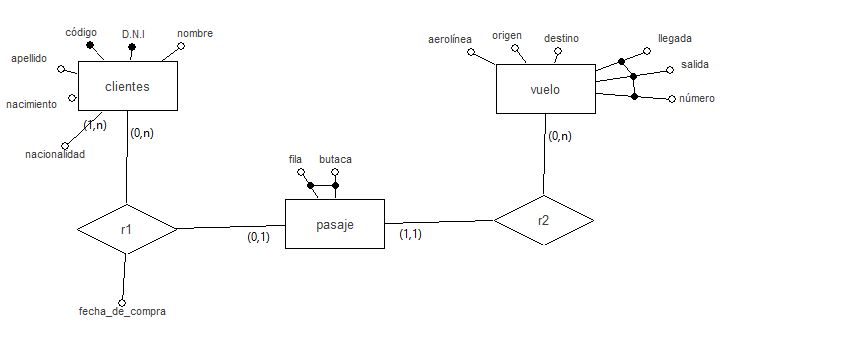 código
D.N.I
nombre
apellido
clientes
nacimiento
(1,n)
(0,n)
nacionalidad
aerolínea
origen
destino
llegada
salida
vuelo
número
(0,n)
fila
butaca
r1
(0,1)
pasaje
(1,1)
r2
fecha_de_compra